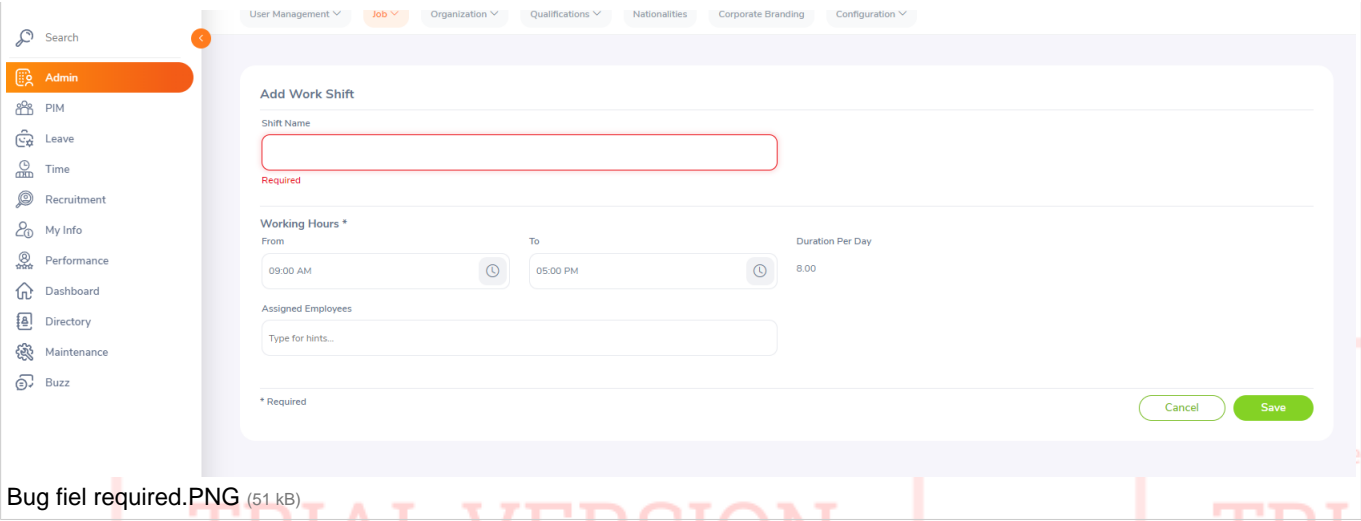 User Management Job Organization Qualifications Nationalities Corporate Branding Configuration
Search
Admin
PIM
Leave
Time
Recruitment
My Info
Performance
Dashboard
Directory
Maintenance
Buzz
Add Work Shift
Shift Name
Required
Working Hours *
From To Duration Per Day
09:00 AM 05:00 PM 8.00
Assigned Employees
Type for hints...
* Required
Cancel Save
Bug fiel required.PNG (51 kB)
TRIAL VERSION TRI